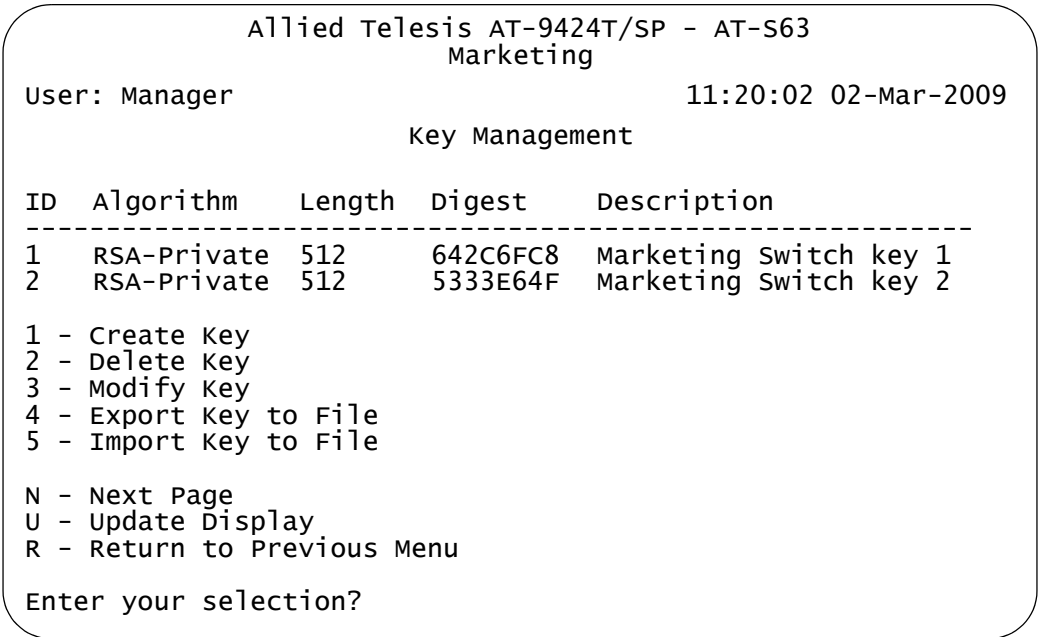 Allied Telesis AT-9424T/SP - AT-S63
Marketing
User: Manager 11:20:02 02-Mar-2009
Key Management
ID Algorithm Length Digest Description
------------------------------------------------------------
1 RSA-Private 512 642C6FC8 Marketing Switch key 1
2 RSA-Private 512 5333E64F Marketing Switch key 2
1 - Create Key
2 - Delete Key
3 - Modify Key
4 - Export Key to File
5 - Import Key to File
N - Next Page
U - Update Display
R - Return to Previous Menu
Enter your selection?